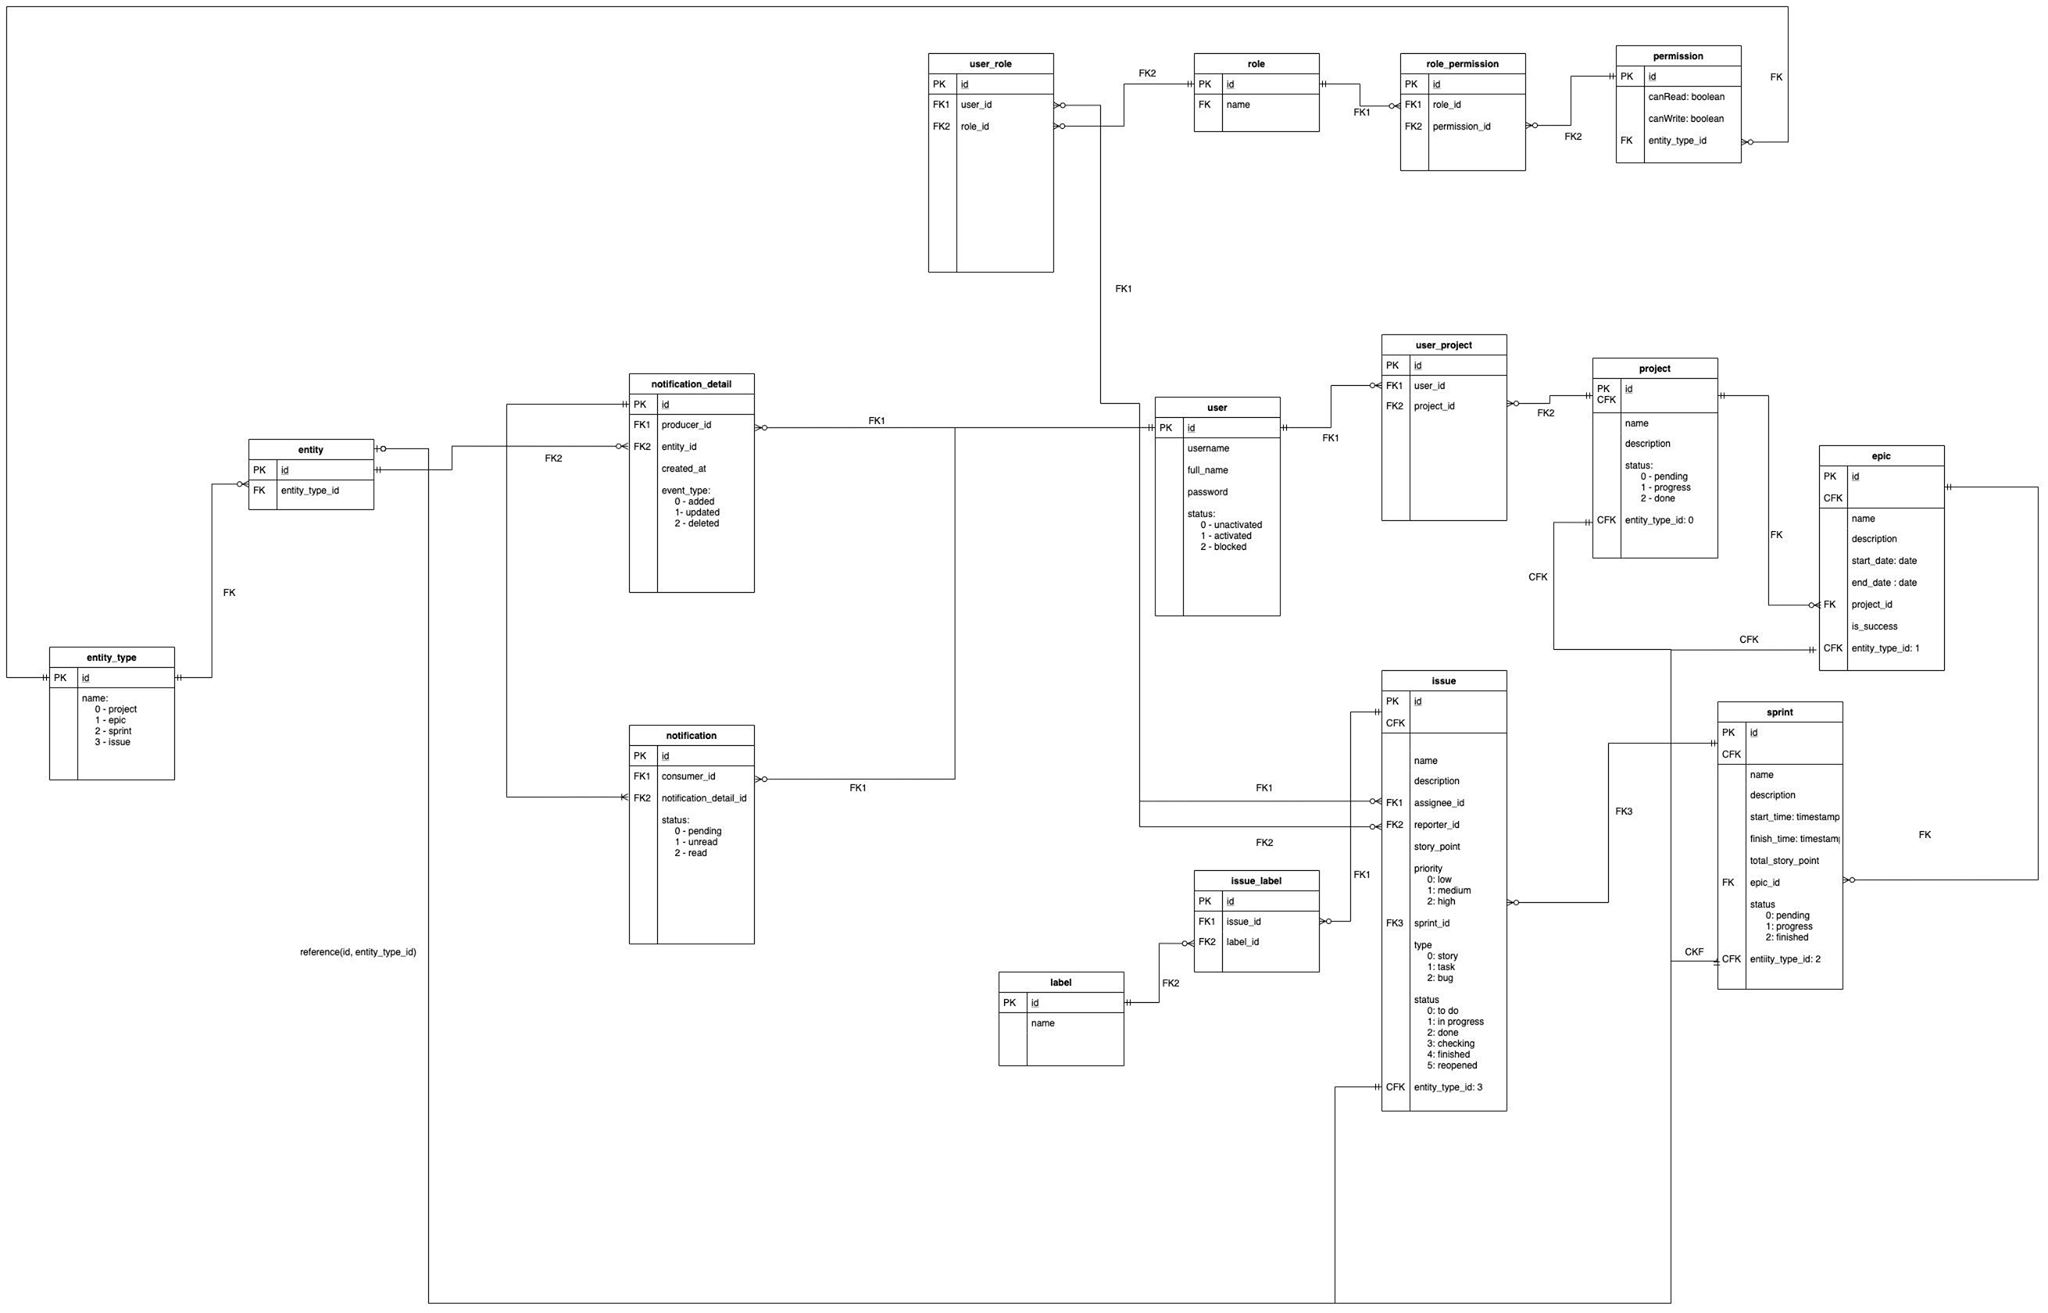 user_role
PK id
FK1 user_id
FK2 role_id
FK2
role
PK id
FK name
FK1
role_permission
PK id
FK1 role_id
FK2 permission_id
FK2
permission
PK id
canRead: boolean
canWrite: boolean
FK entity_type_id
FK
FK1
user_project
PK id
FK1 user_id
FK2 project_id
FK1
FK2
project
PK id
CFK
name
description
status:
0 - pending
1 - progress
2 - done
CFK entity_type_id: 0
CFK
FK
epic
PK id
CFK
name
description
start_date: date
end_date : date
FK project_id
is_success
CFK entity_type_id: 1
CFK
notification_detail
PK id
FK1 producer_id
FK2 entity_id
created_at
event_type:
0 - added
1- updated
2 - deleted
FK1
FK2
user
PK id
username
full_name
password
status:
0 - unactivated
1 - activated
2 - blocked
entity
PK id
FK entity_type_id
FK
entity_type
PK id
name:
0 - project
1 - epic
2 - sprint
3 - issue
notification
PK id
FK1 consumer_id
FK2 notification_detail_id
status:
0 - pending
1 - unread
2 - read
FK1
issue
PK id
CFK
name
description
FK1 assignee_id
FK2 reporter_id
story_point
priority
0: low
1: medium
2: high
FK3 sprint_id
type
0: story
1: task
2: bug
status
0: to do
1: in progress
2: done
3: checking
4: finished
5: reopened
CFK entity_type_id: 3
FK1
FK2
FK1
FK3
sprint
PK id
CFK
name
description
start_time: timestamp
finish_time: timestam
total_story_point
FK epic_id
status
0: pending
1: progress
2: finished
CFK entiity_type_id: 2
FK
CKF
issue_label
PK id
FK1 issue_id
FK2 label_id
FK2
label
PK id
name
reference(id, entity_type_id)